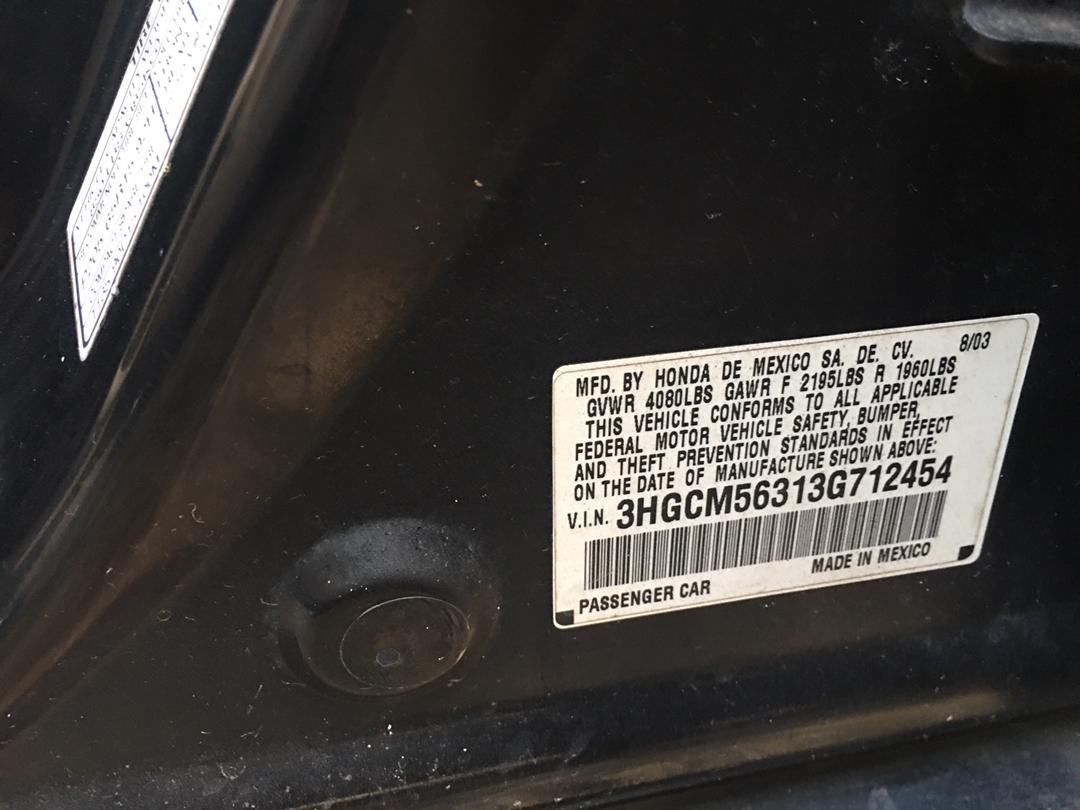 MFD. BY HONDA DE MEXICO SA. DE. CV. 8/03
GVWR 4080LBS GAWR F 2195LBS R 1960LBS
THIS VEHICLE CONFORMS TO ALL APPLICABLE
FEDERAL MOTOR VEHICLE SAFETY, BUMPER,
AND THEFT PREVENTION STANDARDS IN EFFECT
ON THE DATE OF MANUFACTURE SHOWN ABOVE:
V.I.N. 3HGCM56313G712454
MADE IN MEXICO
PASSENGER CAR